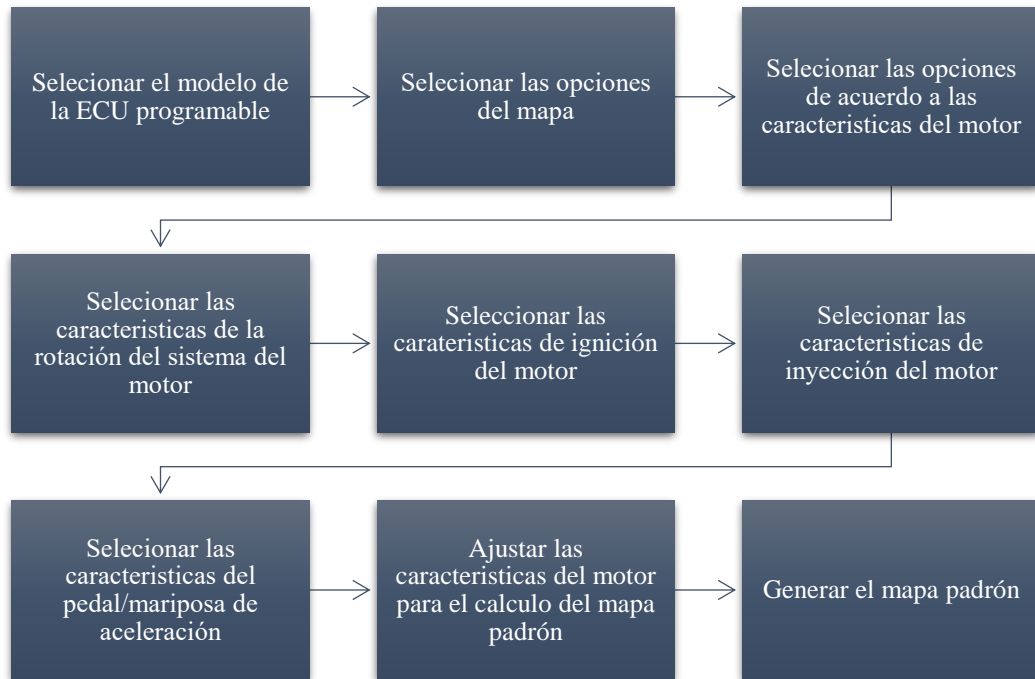 Selecionar el modelo de
la ECU programable
Selecionar las opciones
del mapa
Selecionar las opciones
de acuerdo a las
caracteristicas del motor
Selecionar las
caracteristicas de la
rotación del sistema del
motor
Seleccionar las
carateristicas de ignición
del motor
Selecionar las
caracteristicas de
inyección del motor
Selecionar las
caracteristicas del
pedal/mariposa de
aceleración
Ajustar las
caracteristicas del motor
para el calculo del mapa
padrón
Generar el mapa padrón